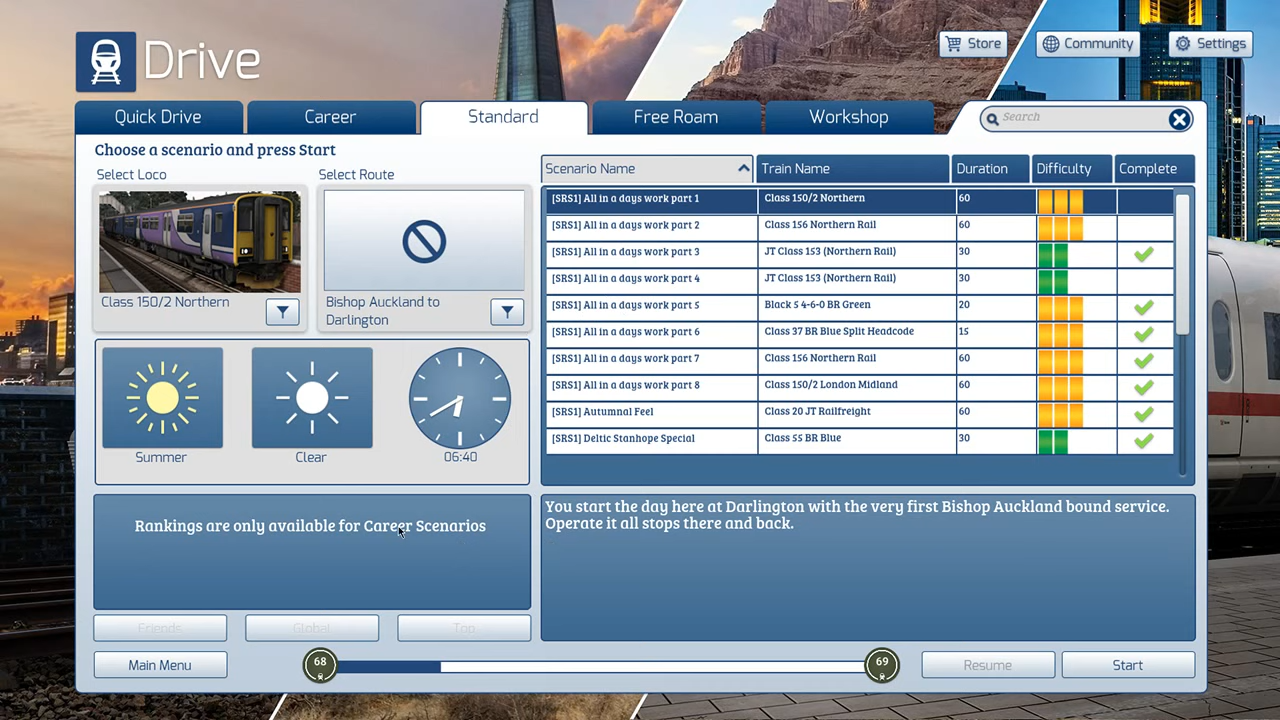 Drive
Store
Community
Settings
Quick Drive
Career
Standard
Free Roam
Workshop
Search
Choose a scenario and press Start
Select Loco
Select Route
Class 150/2 Northern
Bishop Auckland to
Darlington
Summer
Clear
06:40
Scenario Name Train Name Duration Difficulty Complete
[SRS1] All in a days work part 1 Class 150/2 Northern 60
[SRS1] All in a days work part 2 Class 156 Northern Rail 60
[SRS1] All in a days work part 3 JT Class 153 (Northern Rail) 30
[SRS1] All in a days work part 4 JT Class 153 (Northern Rail) 30
[SRS1] All in a days work part 5 Black 5 4-6-0 BR Green 20
[SRS1] All in a days work part 6 Class 37 BR Blue Split Headcode 15
[SRS1] All in a days work part 7 Class 156 Northern Rail 60
[SRS1] All in a days work part 8 Class 150/2 London Midland 60
[SRS1] Autumnal Feel Class 20 JT Railfreight 60
[SRS1] Deltic Stanhope Special Class 55 BR Blue 30
Rankings are only available for Career Scenarios
You start the day here at Darlington with the very first Bishop Auckland bound service.
Operate it all stops there and back.
Friends
Global
Top
Main Menu
68
69
Resume
Start